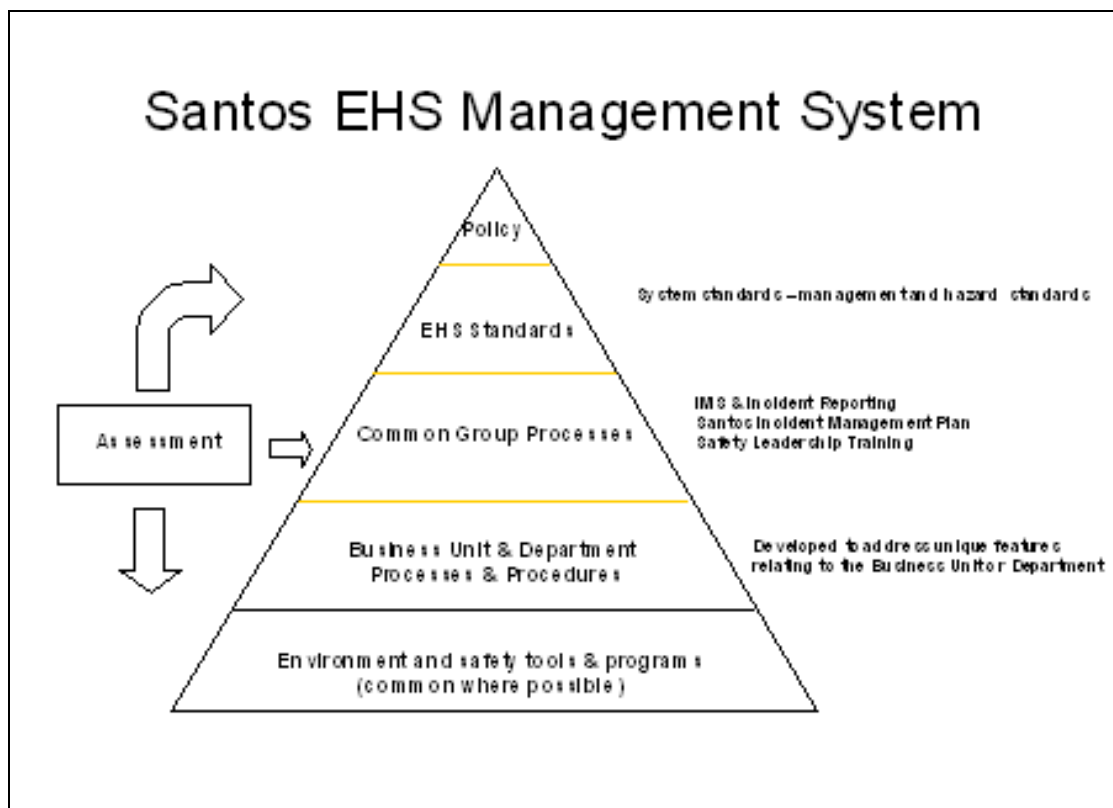 Santos EHS Management System
Policy
System standards – management and hazard standards
EHS Standards
IMS & Incident Reporting
Santos Incident Management Plan
Safety Leadership Training
Assessment
Common Group Processes
Business Unit & Department
Processes & Procedures
Developed to address unique features
relating to the Business Unit or Department
Environment and safety tools & programs
(common where possible)